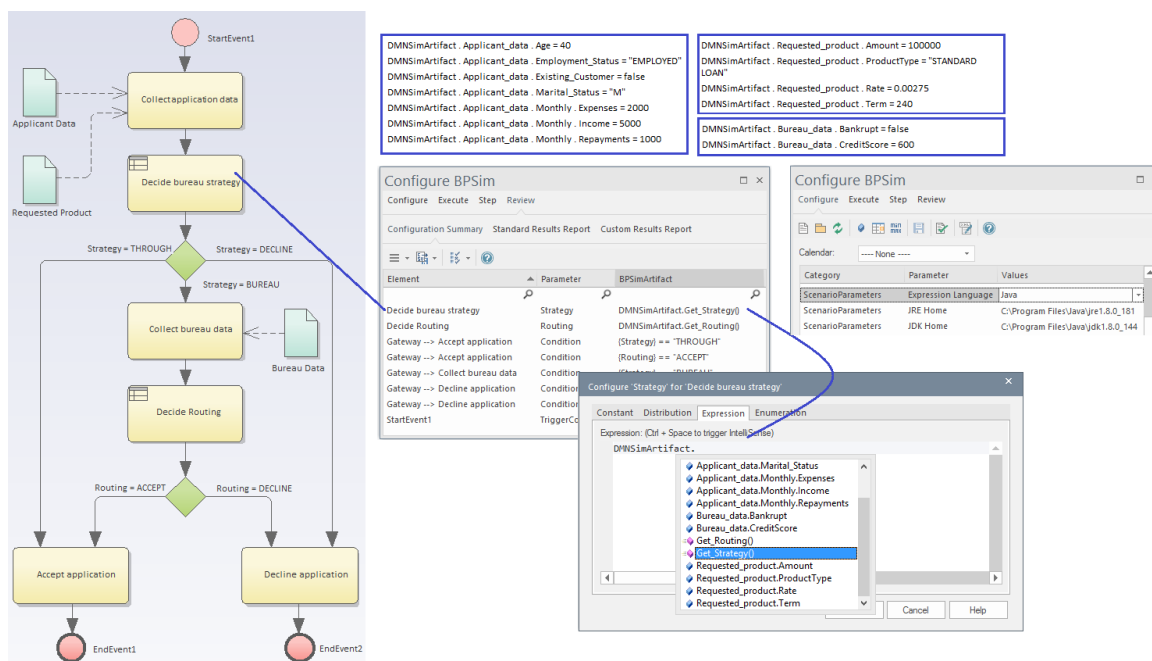 StartEvent1
Collect application data
Applicant Data
Decide bureau strategy
Requested Product
Strategy = THROUGH
Strategy = DECLINE
Strategy = BUREAU
Collect bureau data
Bureau Data
Decide Routing
Routing = ACCEPT
Routing = DECLINE
Accept application
Decline application
EndEvent1
EndEvent2
DMNSimArtifact . Applicant_data . Age = 40
DMNSimArtifact . Applicant_data . Employment_Status = "EMPLOYED"
DMNSimArtifact . Applicant_data . Existing_Customer = false
DMNSimArtifact . Applicant_data . Marital_Status = "M"
DMNSimArtifact . Applicant_data . Monthly . Expenses = 2000
DMNSimArtifact . Applicant_data . Monthly . Income = 5000
DMNSimArtifact . Applicant_data . Monthly . Repayments = 1000
DMNSimArtifact . Requested_product . Amount = 100000
DMNSimArtifact . Requested_product . ProductType = "STANDARD
LOAN"
DMNSimArtifact . Requested_product . Rate = 0.00275
DMNSimArtifact . Requested_product . Term = 240
DMNSimArtifact . Bureau_data . Bankrupt = false
DMNSimArtifact . Bureau_data . CreditScore = 600
Configure BPSim
Configure Execute Step Review
Configuration Summary Standard Results Report Custom Results Report
Element Parameter BPSimArtifact
Decide bureau strategy Strategy DMNSimArtifact.Get_Strategy()
Decide Routing Routing DMNSimArtifact.Get_Routing()
Gateway --> Accept application Condition {Strategy} == "THROUGH"
Gateway --> Accept application Condition {Routing} == "ACCEPT"
Gateway --> Collect bureau data Condition {Strategy} == "BUREAU"
Gateway --> Decline application Condition
Gateway --> Decline application Condition
StartEvent1 TriggerCo
Configure BPSim
Configure Execute Step Review
Calendar: ---- None ----
Category Parameter Values
ScenarioParameters Expression Language Java
ScenarioParameters JRE Home C:\Program Files\Java\jre1.8.0_181
ScenarioParameters JDK Home C:\Program Files\Java\jdk1.8.0_144
Configure 'Strategy' for 'Decide bureau strategy'
Constant Distribution Expression Enumeration
Expression: (Ctrl + Space to trigger IntelliSense)
DMNSimArtifact.
Applicant_data.Marital_Status
Applicant_data.Monthly.Expenses
Applicant_data.Monthly.Income
Applicant_data.Monthly.Repayments
Bureau_data.Bankrupt
Bureau_data.CreditScore
Get_Routing()
Get_Strategy()
Requested_product.Amount
Requested_product.ProductType
Requested_product.Rate
Requested_product.Term
Cancel Help